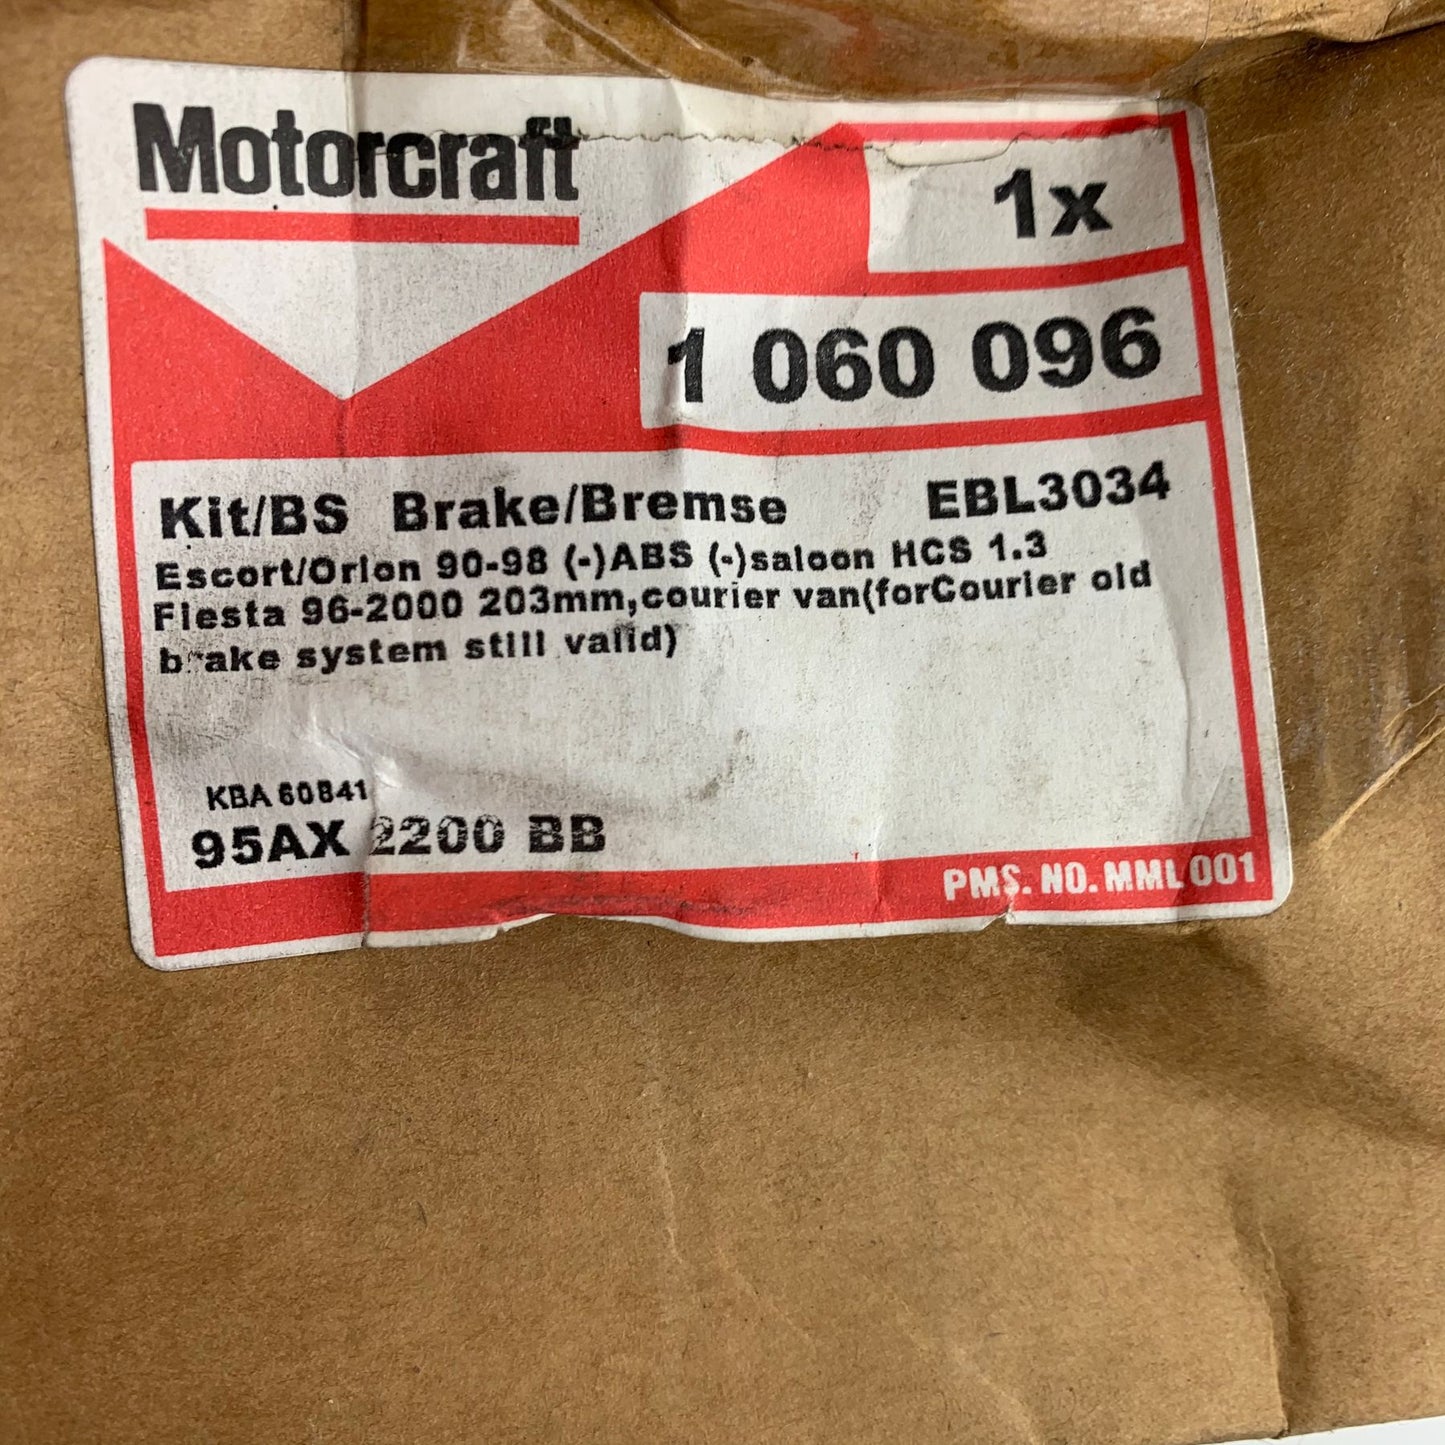 Motorcraft
1x
1 060 096
Kit/BS Brake/Bremse EBL3034
Escort/Orion 90-98 (-)ABS (-)saloon HCS 1.3
Fiesta 96-2000 203mm,courier van(forCourier old
brake system still valid)
KBA 60841
95AX 2200 BB
PMS. NO. MML 001